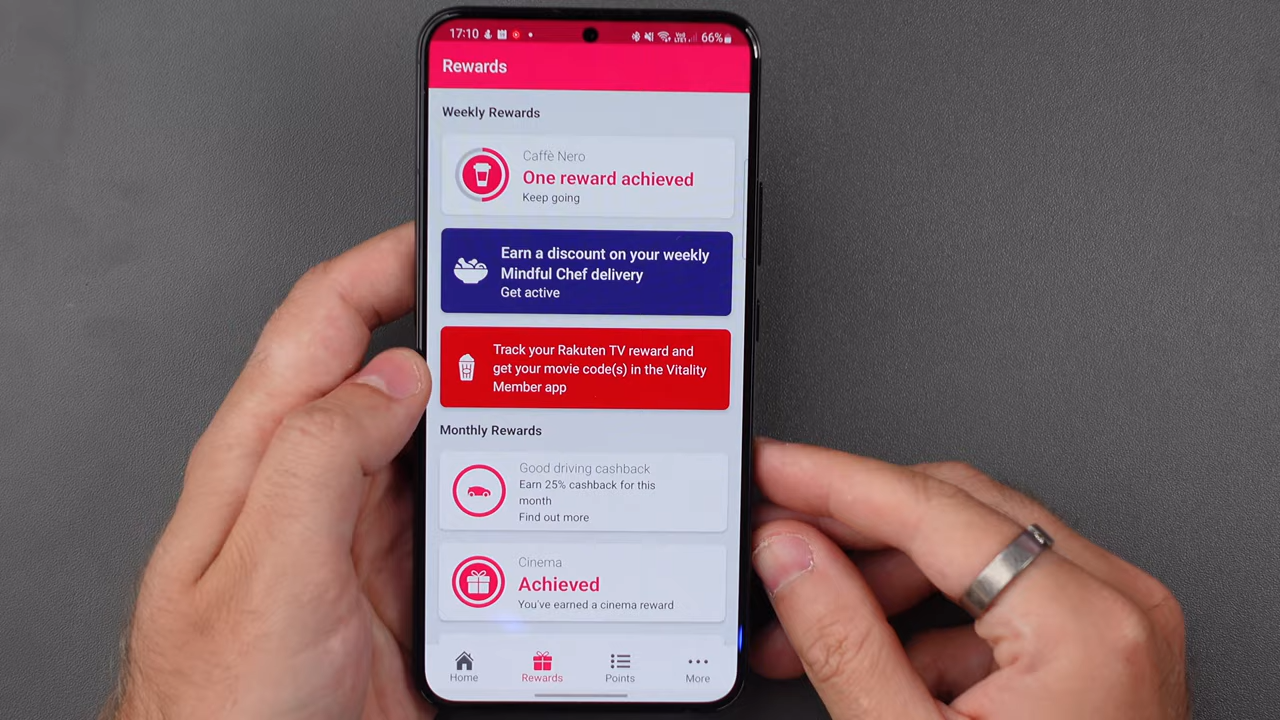 17:10
66%
Rewards
Weekly Rewards
Caffè Nero
One reward achieved
Keep going
Earn a discount on your weekly
Mindful Chef delivery
Get active
Track your Rakuten TV reward and
get your movie code(s) in the Vitality
Member app
Monthly Rewards
Good driving cashback
Earn 25% cashback for this
month
Find out more
Cinema
Achieved
You've earned a cinema reward
Home
Rewards
Points
More